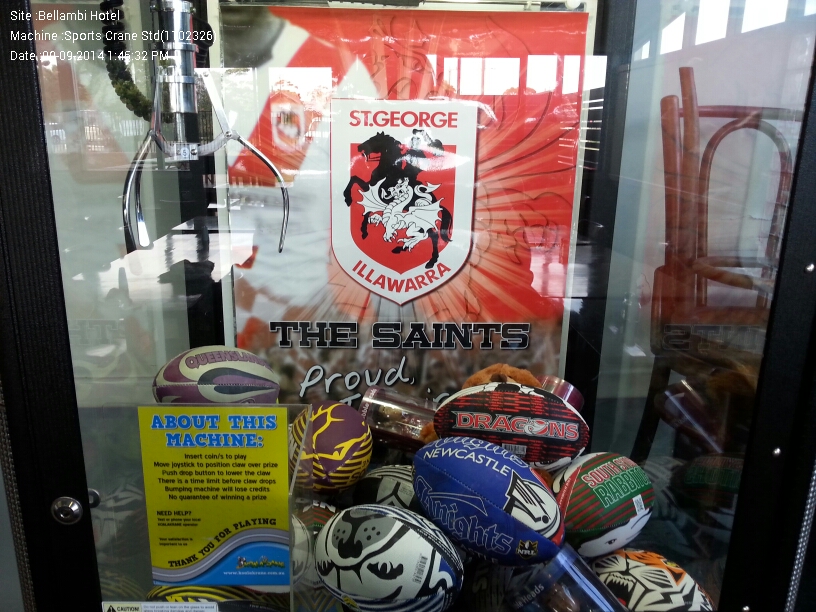 Site :Bellambi Hotel
Machine :Sports Crane Std(1102326
Date :09-09-2014 1:45:32 PM
ST.GEORGE
ILLAWARRA
THE SAINTS
Proud,
QUEENSLAND
DRAGONS
Knights
NEWCASTLE
Knights
NRL
SOUTH
RABBITOHS
ABOUT THIS
MACHINE:
Insert coin/s to play
Move joystick to position claw over prize
Push drop button to lower the claw
There is a time limit before claw drops
Bumping machine will lose credits
No guarantee of winning a prize
NEED HELP?
THANK YOU FOR PLAYING
CAUTION